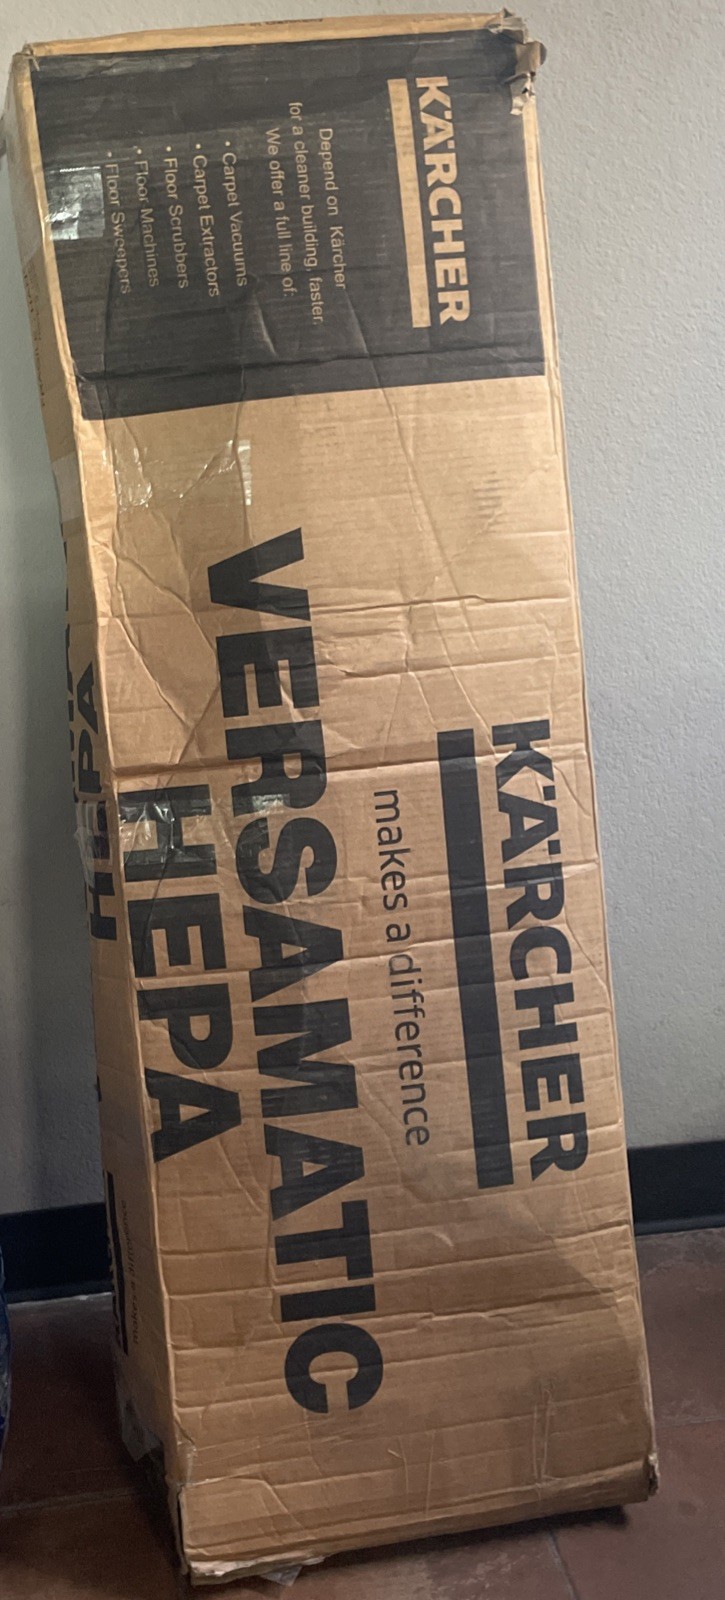 KÄRCHER
Depend on Kärcher
for a cleaner building, faster.
We offer a full line of:
• Carpet Vacuums
• Carpet Extractors
• Floor Scrubbers
• Floor Machines
• Floor Sweepers
KÄRCHER
makes a difference
VERSAMATIC
HEPA
HEPA